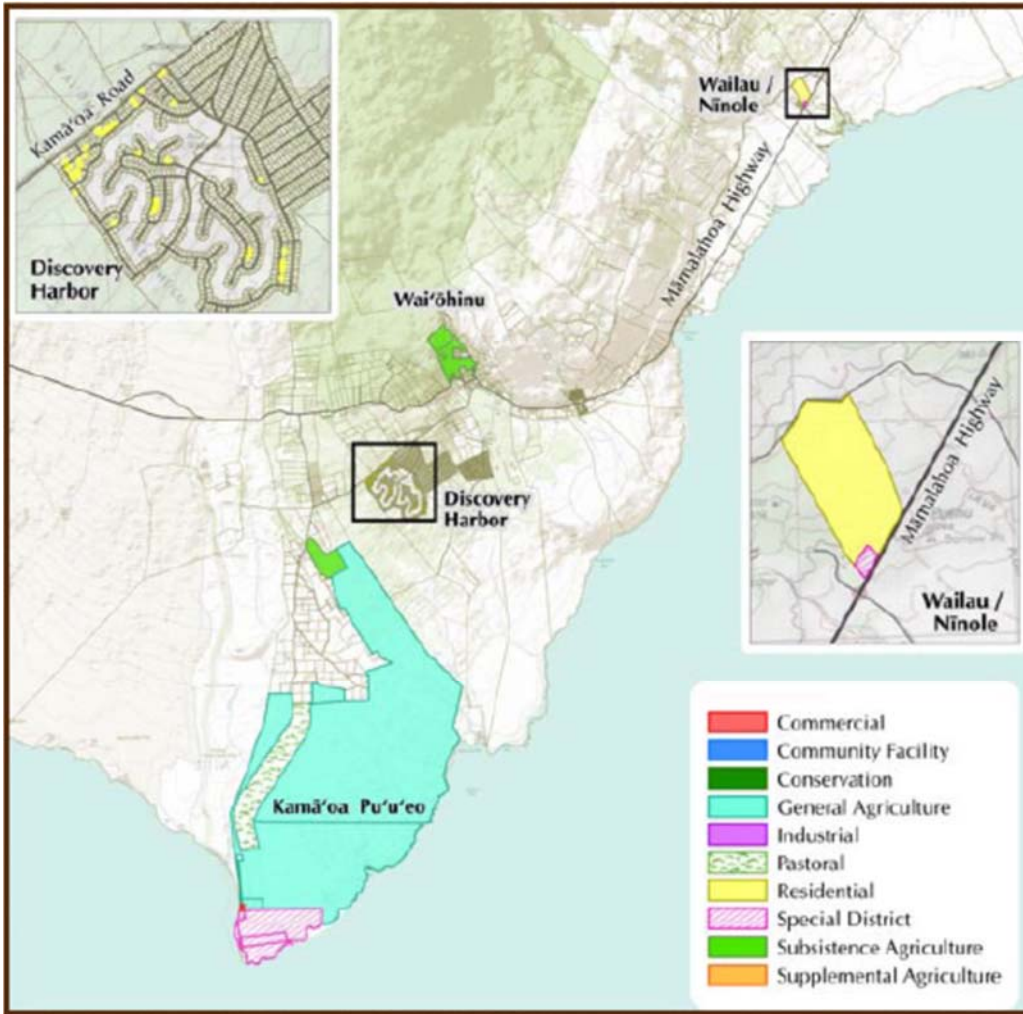 Kamā‘oa Road
Discovery
Harbor
Wailau /
Nīnole
Māmalahoa Highway
Wai‘ōhinu
Discovery
Harbor
Māmalahoa Highway
Wailau /
Nīnole
Kamā‘oa Pu‘u‘eo
Commercial
Community Facility
Conservation
General Agriculture
Industrial
Pastoral
Residential
Special District
Subsistence Agriculture
Supplemental Agriculture